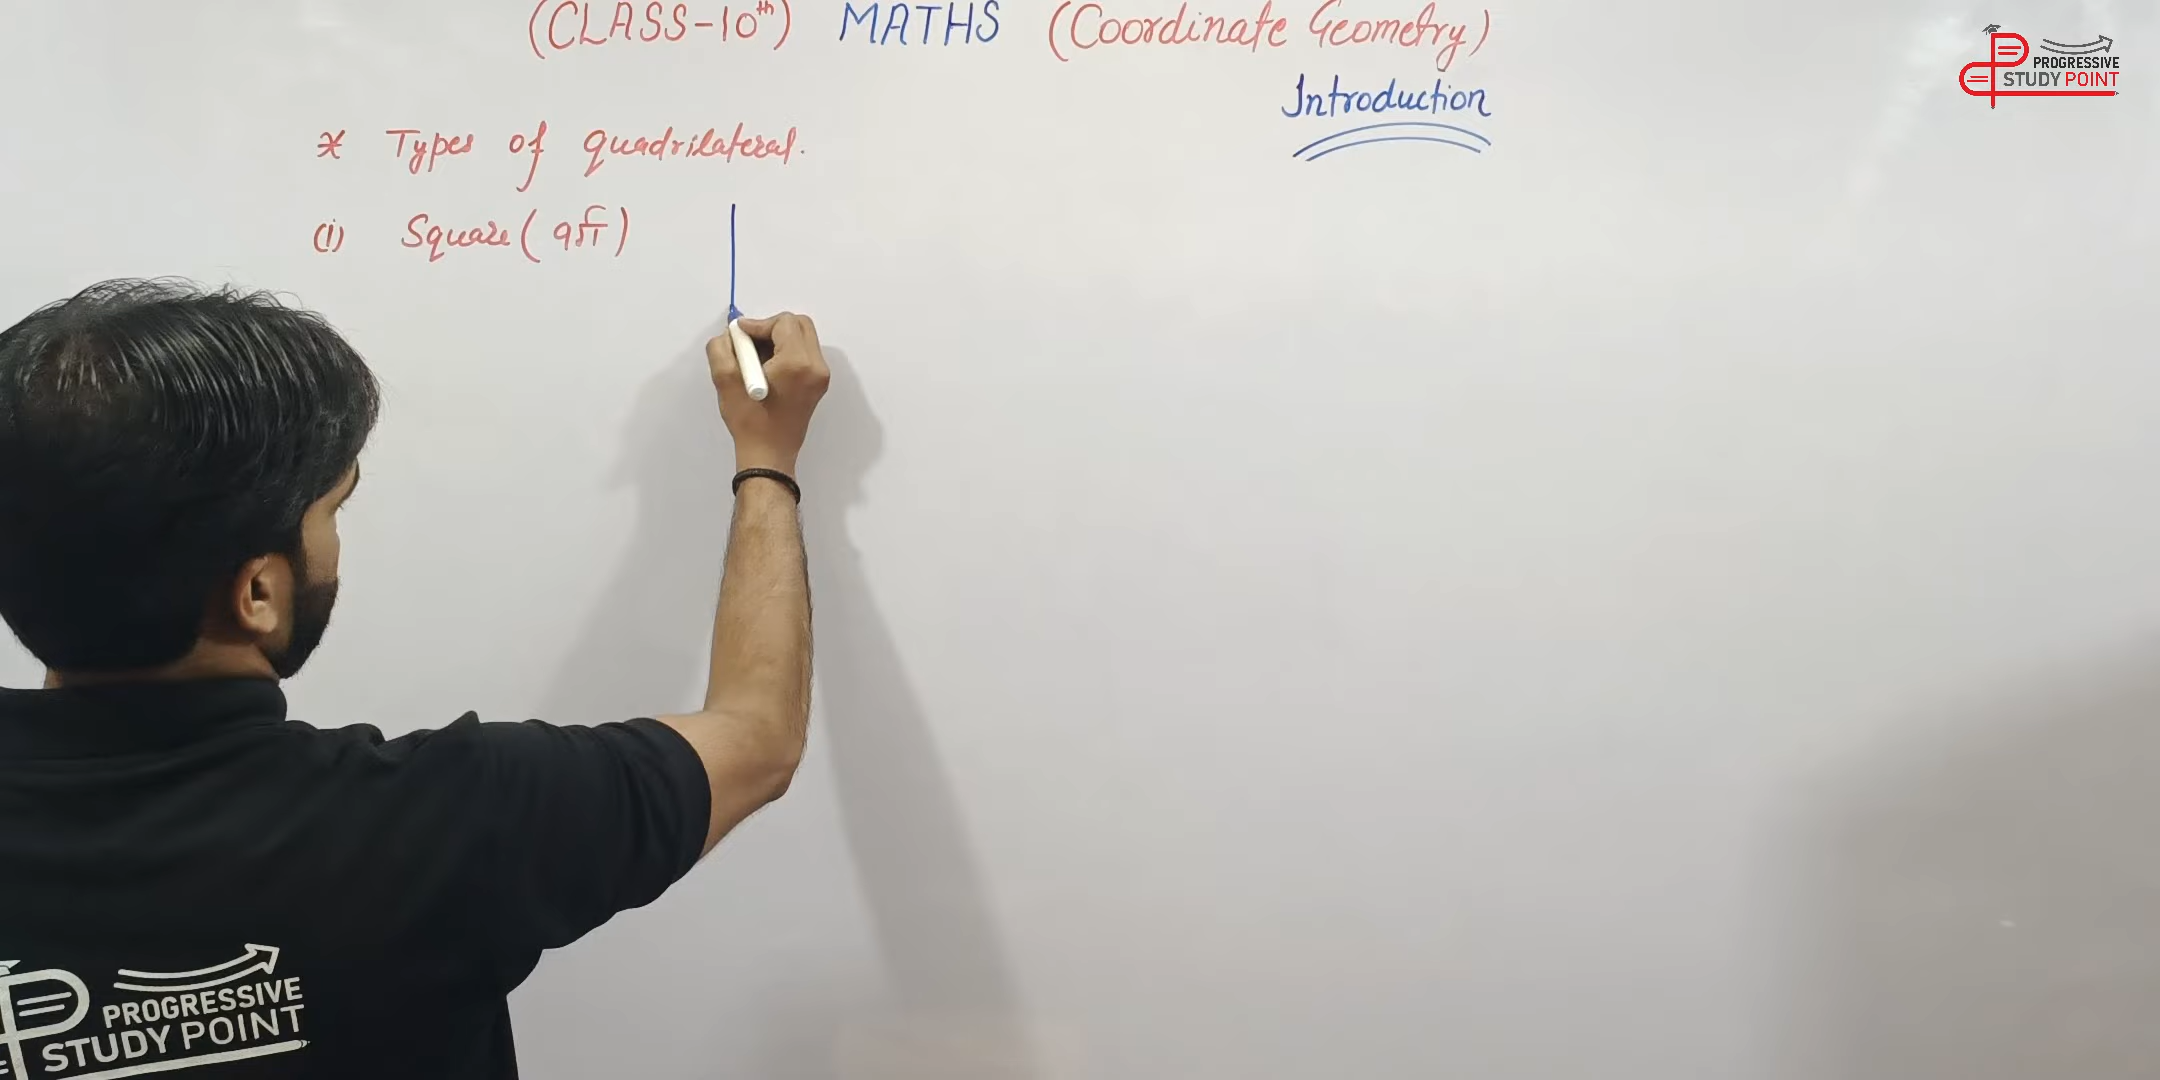 (CLASS-10th) MATHS (Coordinate Geometry)
Introduction
* Types of quadrilateral.
(i) Square (वर्ग)
PROGRESSIVE
STUDY POINT
PROGRESSIVE
STUDY POINT